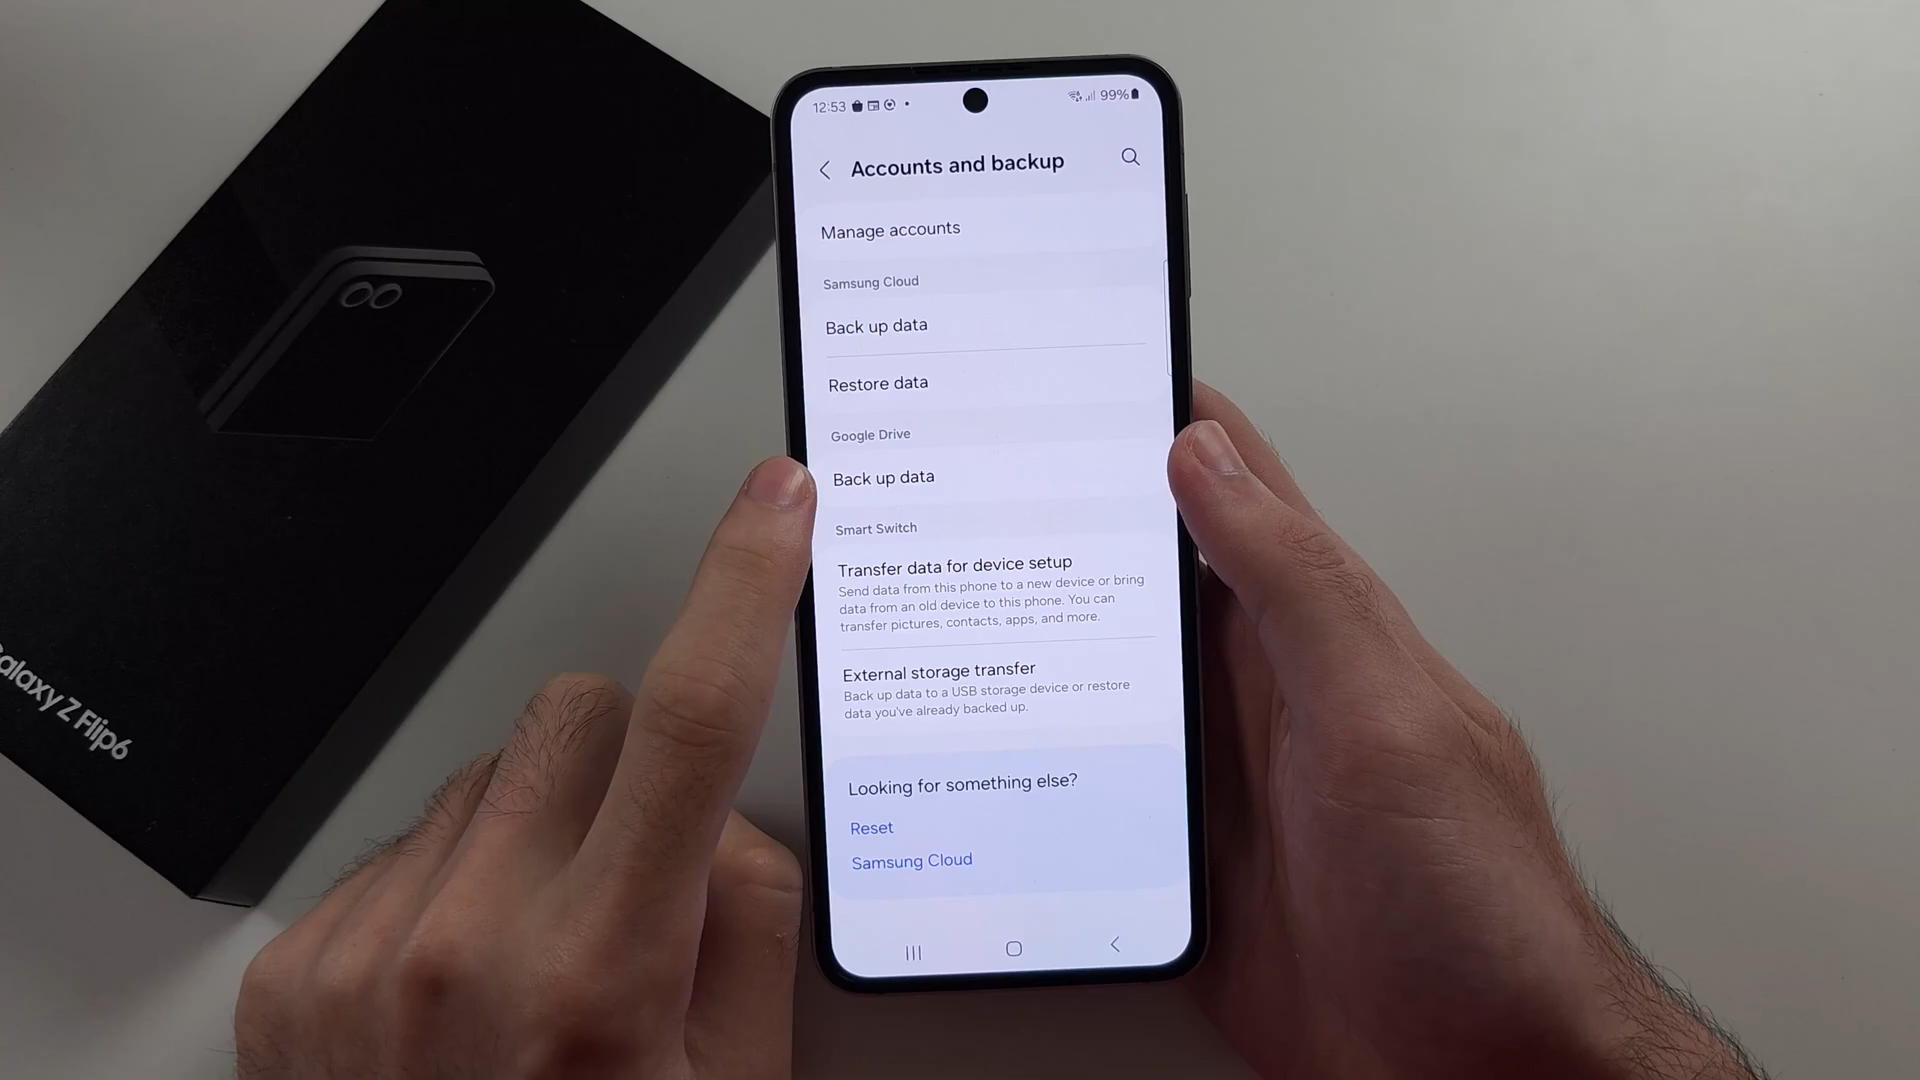 12:53
99%
Accounts and backup
Manage accounts
Samsung Cloud
Back up data
Restore data
Google Drive
Back up data
Smart Switch
Transfer data for device setup
Send data from this phone to a new device or bring
data from an old device to this phone. You can
transfer pictures, contacts, apps, and more.
External storage transfer
Back up data to a USB storage device or restore
data you've already backed up.
Looking for something else?
Reset
Samsung Cloud
Galaxy Z Flip6